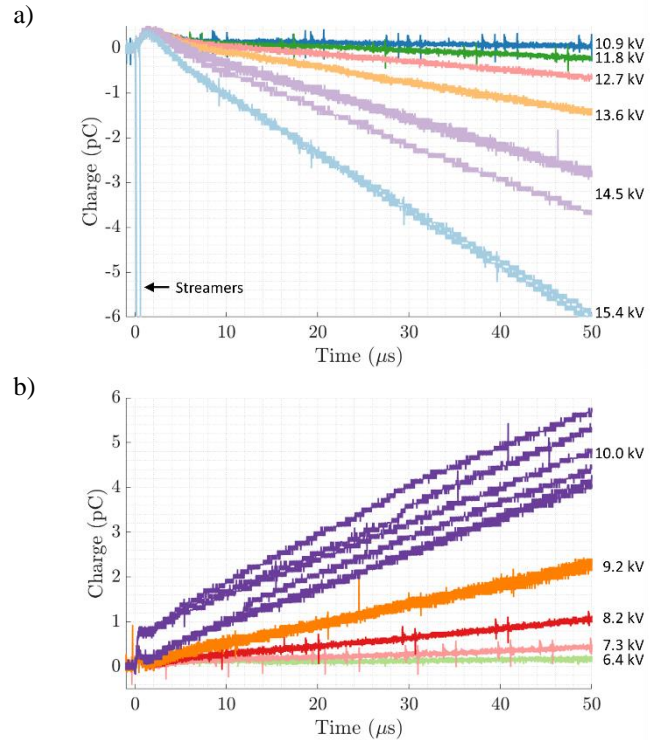 a)
0
-1
-2
-3
-4
-5
-6
Charge (pC)
10.9 kV
11.8 kV
12.7 kV
13.6 kV
14.5 kV
15.4 kV
Streamers
0 10 20 30 40 50
Time (μs)
b)
6
5
4
3
2
1
0
Charge (pC)
10.0 kV
9.2 kV
8.2 kV
7.3 kV
6.4 kV
0 10 20 30 40 50
Time (μs)